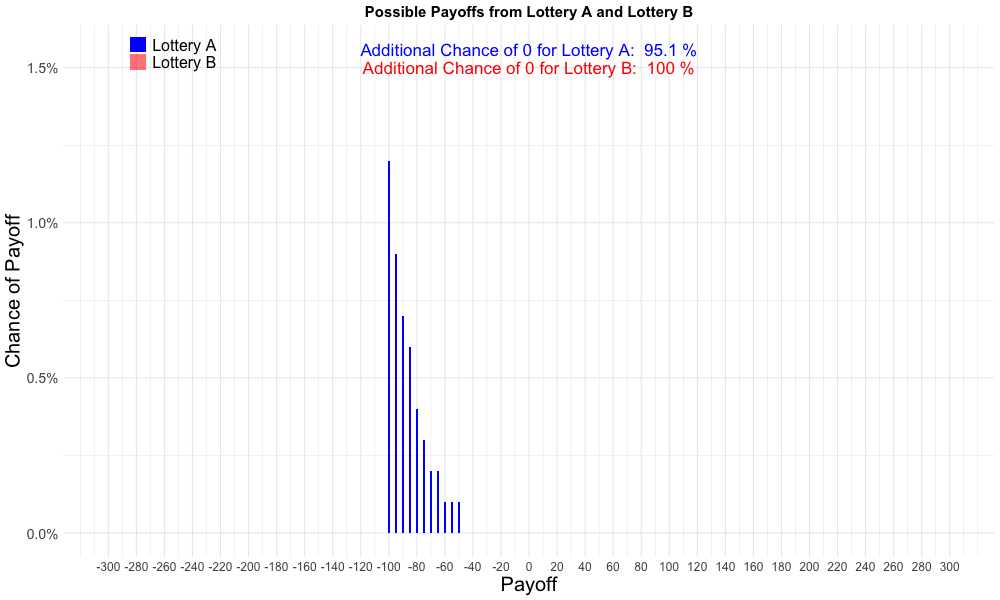 Possible Payoffs from Lottery A and Lottery B
Lottery A
Lottery B
Additional Chance of 0 for Lottery A:  95.1 %
Additional Chance of 0 for Lottery B:  100 %
Chance of Payoff
1.5%
1.0%
0.5%
0.0%
-300 -280 -260 -240 -220 -200 -180 -160 -140 -120 -100 -80 -60 -40 -20 0 20 40 60 80 100 120 140 160 180 200 220 240 260 280 300
Payoff